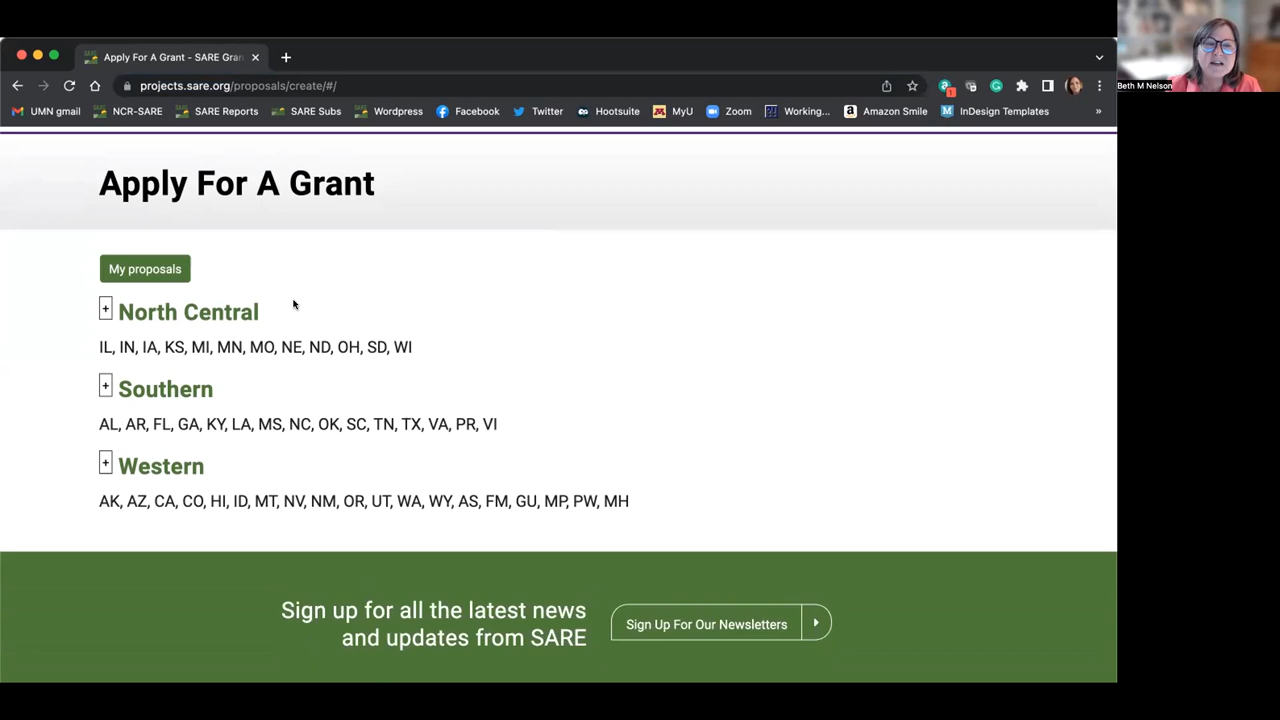 Apply For A Grant - SARE Gran
projects.sare.org/proposals/create/#/
UMN gmail
NCR-SARE
SARE Reports
SARE Subs
Wordpress
Facebook
Twitter
Hootsuite
MyU
Zoom
Working...
Amazon Smile
InDesign Templates
»
Beth M Nelson
Apply For A Grant
My proposals
+ North Central
IL, IN, IA, KS, MI, MN, MO, NE, ND, OH, SD, WI
+ Southern
AL, AR, FL, GA, KY, LA, MS, NC, OK, SC, TN, TX, VA, PR, VI
+ Western
AK, AZ, CA, CO, HI, ID, MT, NV, NM, OR, UT, WA, WY, AS, FM, GU, MP, PW, MH
Sign up for all the latest news
and updates from SARE
Sign Up For Our Newsletters